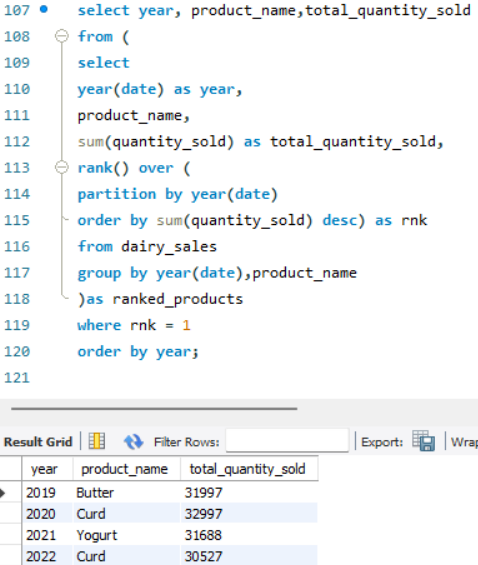 107 select year, product_name,total_quantity_sold
108 from (
109 select
110 year(date) as year,
111 product_name,
112 sum(quantity_sold) as total_quantity_sold,
113 rank() over (
114 partition by year(date)
115 order by sum(quantity_sold) desc) as rnk
116 from dairy_sales
117 group by year(date),product_name
118 )as ranked_products
119 where rnk = 1
120 order by year;
121
Result Grid Filter Rows: Export: Wrap
year product_name total_quantity_sold
2019 Butter 31997
2020 Curd 32997
2021 Yogurt 31688
2022 Curd 30527